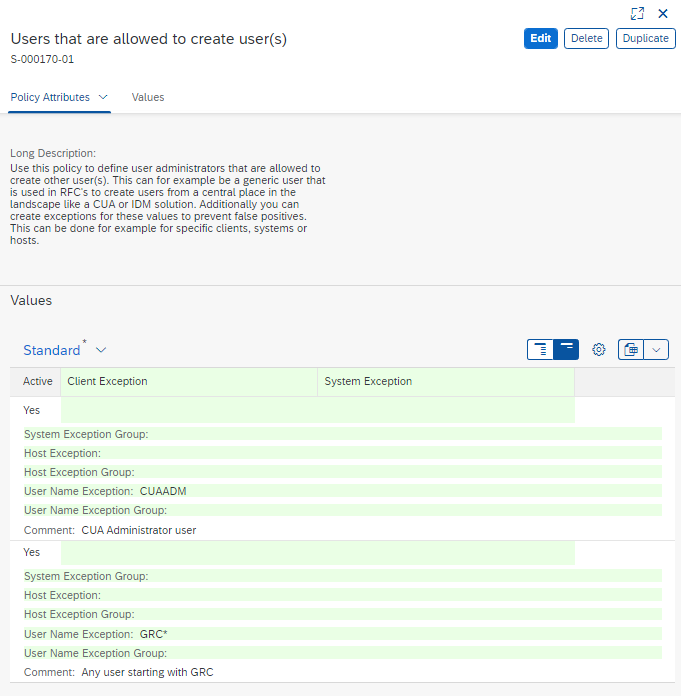 Users that are allowed to create user(s)
Edit Delete Duplicate
S-000170-01
Policy Attributes Values
Long Description:
Use this policy to define user administrators that are allowed to
create other user(s). This can for example be a generic user that
is used in RFC's to create users from a central place in the
landscape like a CUA or IDM solution. Additionally you can
create exceptions for these values to prevent false positives.
This can be done for example for specific clients, systems or
hosts.
Values
Standard *
Active Client Exception System Exception
Yes
System Exception Group:
Host Exception:
Host Exception Group:
User Name Exception: CUAADM
User Name Exception Group:
Comment: CUA Administrator user
Yes
System Exception Group:
Host Exception:
Host Exception Group:
User Name Exception: GRC*
User Name Exception Group:
Comment: Any user starting with GRC